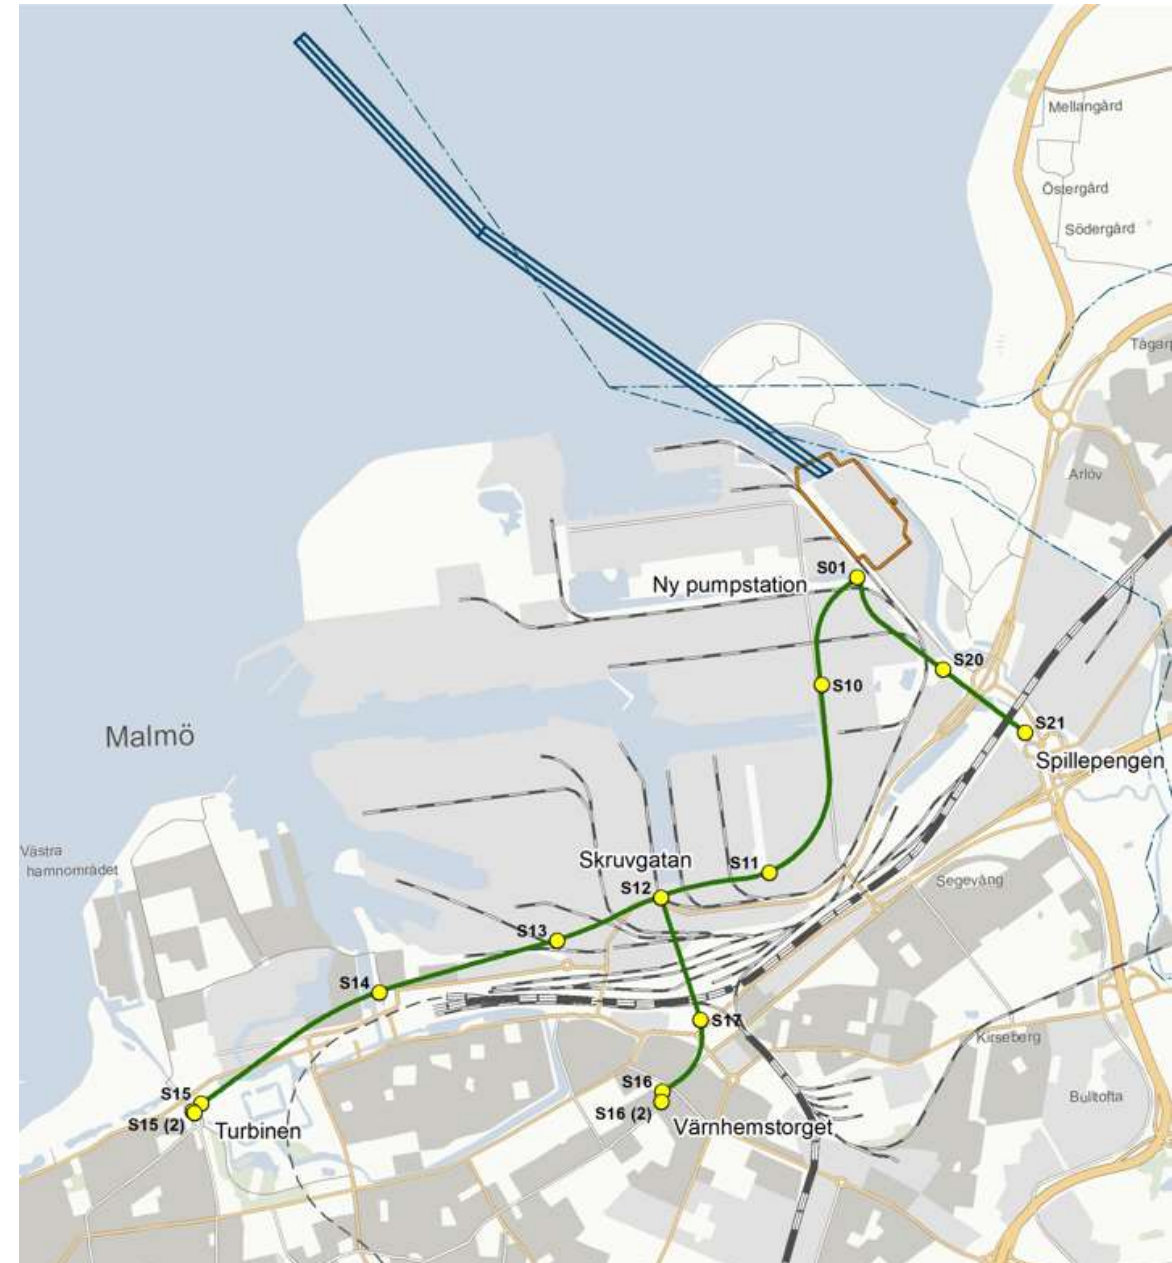 Mellangård
Östergård
Södergård
Arlöv
S01
Ny pumpstation
S20
S10
S21
Malmö
Spillepengen
Västra
hamnområdet
Skruvgatan
S11
Segevång
S12
S13
S14
S17
Kirseberg
S16
S15
Bulltofta
S16 (2)
S15 (2)
Värnhemstorget
Turbinen